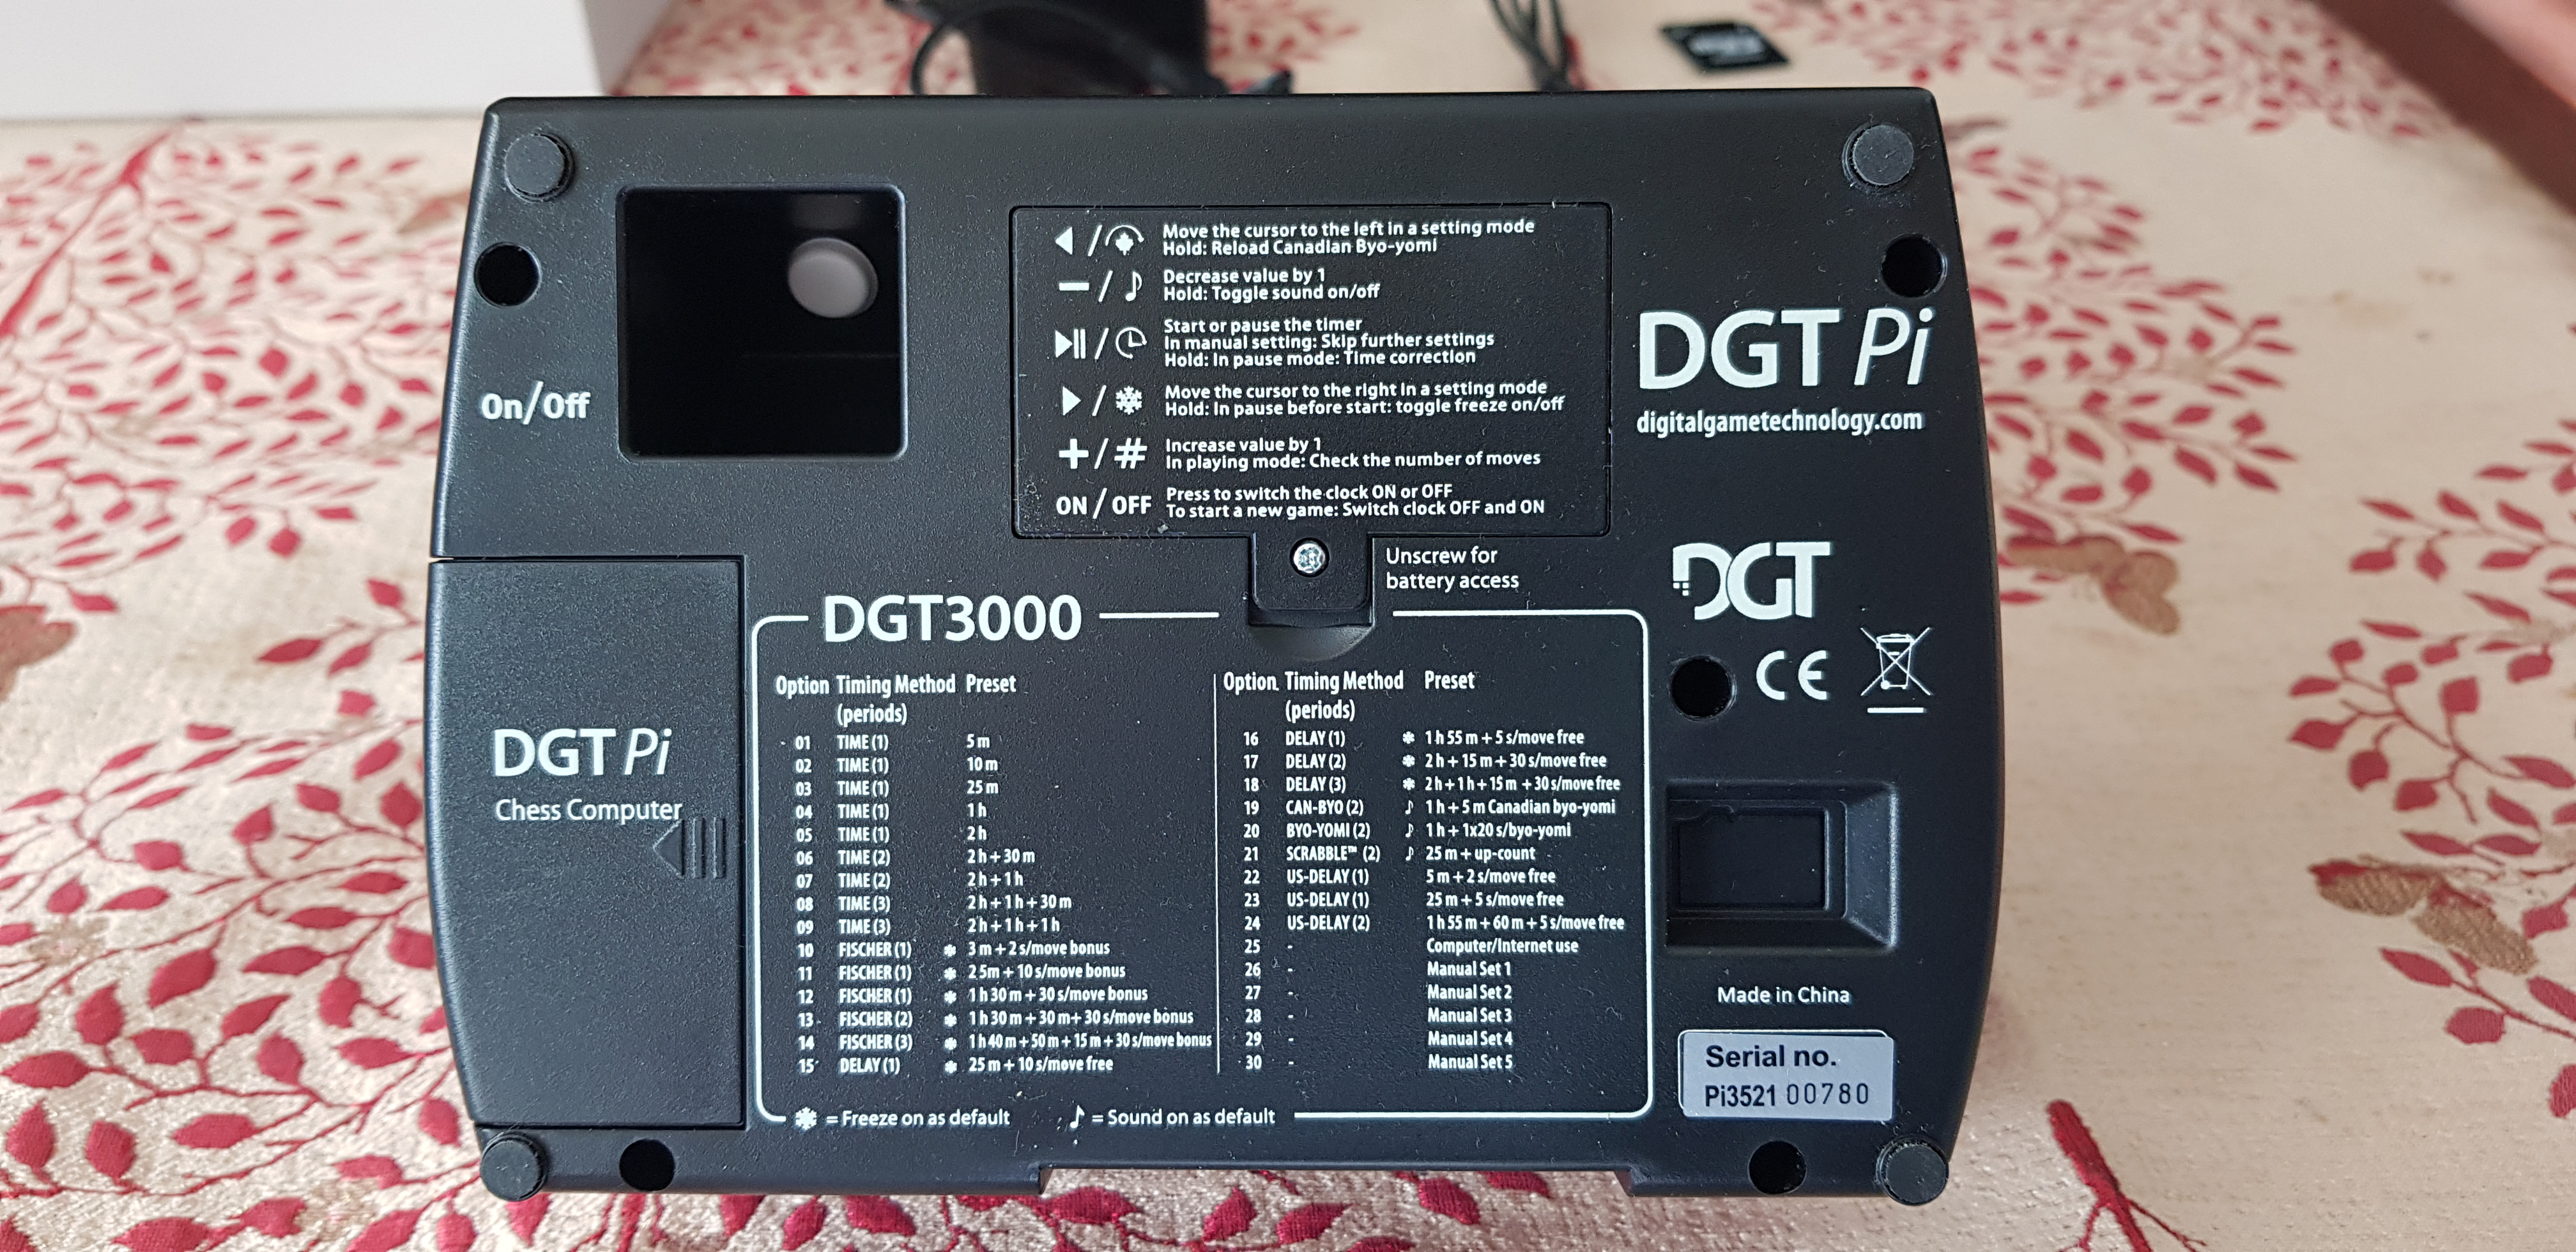 Move the cursor to the left in a setting mode
Hold: Reload Canadian Byo-yomi
Decrease value by 1
Hold: Toggle sound on/off
Start or pause the timer
In manual setting: Skip further settings
Hold: In pause mode: Time correction
Move the cursor to the right in a setting mode
Hold: In pause before start: toggle freeze on/off
+ / # Increase value by 1
In playing mode: Check the number of moves
ON / OFF Press to switch the clock ON or OFF
To start a new game: Switch clock OFF and ON
On/Off
DGT Pi
digitalgametechnology.com
Unscrew for
battery access
DGT
CE
DGT Pi
Chess Computer
DGT3000
Option Timing Method Preset
(periods)
01 TIME (1) 5 m
02 TIME (1) 10 m
03 TIME (1) 25 m
04 TIME (1) 1 h
05 TIME (1) 2 h
06 TIME (2) 2 h + 30 m
07 TIME (2) 2 h + 1 h
08 TIME (3) 2 h + 1 h + 30 m
09 TIME (3) 2 h + 1 h + 1 h
10 FISCHER (1) 3 m + 2 s/move bonus
11 FISCHER (1) 25m + 10 s/move bonus
12 FISCHER (1) 1 h 30 m + 30 s/move bonus
13 FISCHER (2) 1 h 30 m + 30 m+ 30 s/move bonus
14 FISCHER (3) 1 h 40 m + 50 m + 15 m + 30 s/move bonus
15 DELAY (1) 25 m + 10 s/move free
Option Timing Method Preset
(periods)
16 DELAY (1) 1 h 55 m + 5 s/move free
17 DELAY (2) 2 h + 15 m + 30 s/move free
18 DELAY (3) 2 h + 1 h + 15 m + 30 s/move free
19 CAN-BYO (2) ♪ 1 h + 5 m Canadian byo-yomi
20 BYO-YOMI (2) ♪ 1 h + 1x20 s/byo-yomi
21 SCRABBLE™ (2) ♪ 25 m + up-count
22 US-DELAY (1) 5 m + 2 s/move free
23 US-DELAY (1) 25 m + 5 s/move free
24 US-DELAY (2) 1 h 55 m + 60 m + 5 s/move free
25 - Computer/Internet use
26 - Manual Set 1
27 - Manual Set 2
28 - Manual Set 3
29 - Manual Set 4
30 - Manual Set 5
= Freeze on as default ♪ = Sound on as default
Made in China
Serial no.
Pi3521 00780